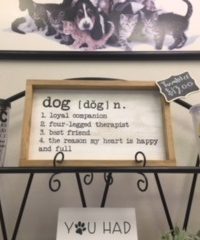 dog [dŏg] n.
1. loyal companion
2. four-legged therapist
3. best friend
4. the reason my heart is happy
and full
YOU HAD